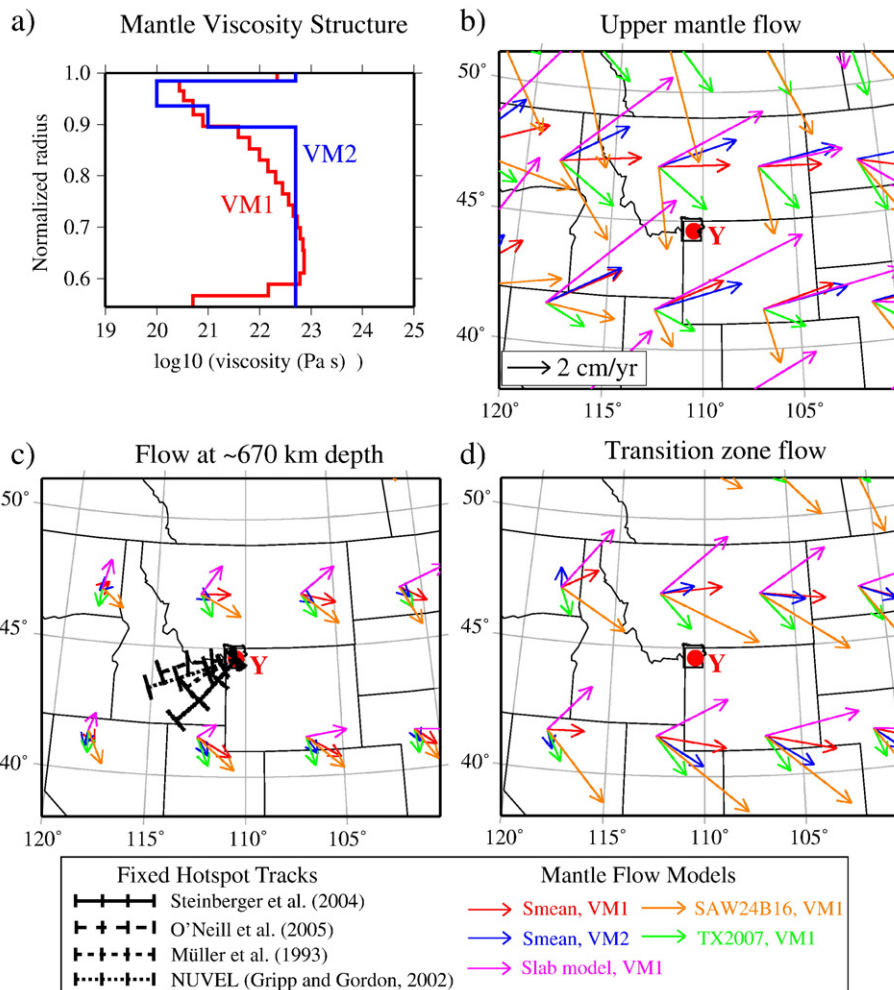 a) Mantle Viscosity Structure
1.0
0.9
0.8
0.7
0.6
Normalized radius
VM2
VM1
19 20 21 22 23 24 25
log10 (viscosity (Pa s) )
b) Upper mantle flow
50°
45°
40°
Y
2 cm/yr
120° 115° 110° 105°
c) Flow at ~670 km depth
50°
45°
40°
Y
120° 115° 110° 105°
d) Transition zone flow
50°
45°
40°
Y
120° 115° 110° 105°
Fixed Hotspot Tracks
Steinberger et al. (2004)
O'Neill et al. (2005)
Müller et al. (1993)
NUVEL (Gripp and Gordon, 2002)
Mantle Flow Models
Smean, VM1
SAW24B16, VM1
Smean, VM2
TX2007, VM1
Slab model, VM1